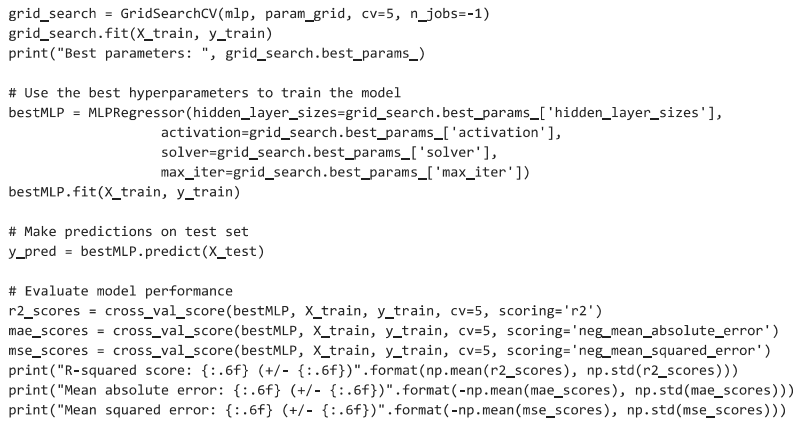 grid_search = GridSearchCV(mlp, param_grid, cv=5, n_jobs=-1)
grid_search.fit(X_train, y_train)
print("Best parameters: ", grid_search.best_params_)

# Use the best hyperparameters to train the model
bestMLP = MLPRegressor(hidden_layer_sizes=grid_search.best_params_['hidden_layer_sizes'],
                   activation=grid_search.best_params_['activation'],
                   solver=grid_search.best_params_['solver'],
                   max_iter=grid_search.best_params_['max_iter'])
bestMLP.fit(X_train, y_train)

# Make predictions on test set
y_pred = bestMLP.predict(X_test)

# Evaluate model performance
r2_scores = cross_val_score(bestMLP, X_train, y_train, cv=5, scoring='r2')
mae_scores = cross_val_score(bestMLP, X_train, y_train, cv=5, scoring='neg_mean_absolute_error')
mse_scores = cross_val_score(bestMLP, X_train, y_train, cv=5, scoring='neg_mean_squared_error')
print("R-squared score: {:.6f} (+/- {:.6f})".format(np.mean(r2_scores), np.std(r2_scores)))
print("Mean absolute error: {:.6f} (+/- {:.6f})".format(-np.mean(mae_scores), np.std(mae_scores)))
print("Mean squared error: {:.6f} (+/- {:.6f})".format(-np.mean(mse_scores), np.std(mse_scores)))